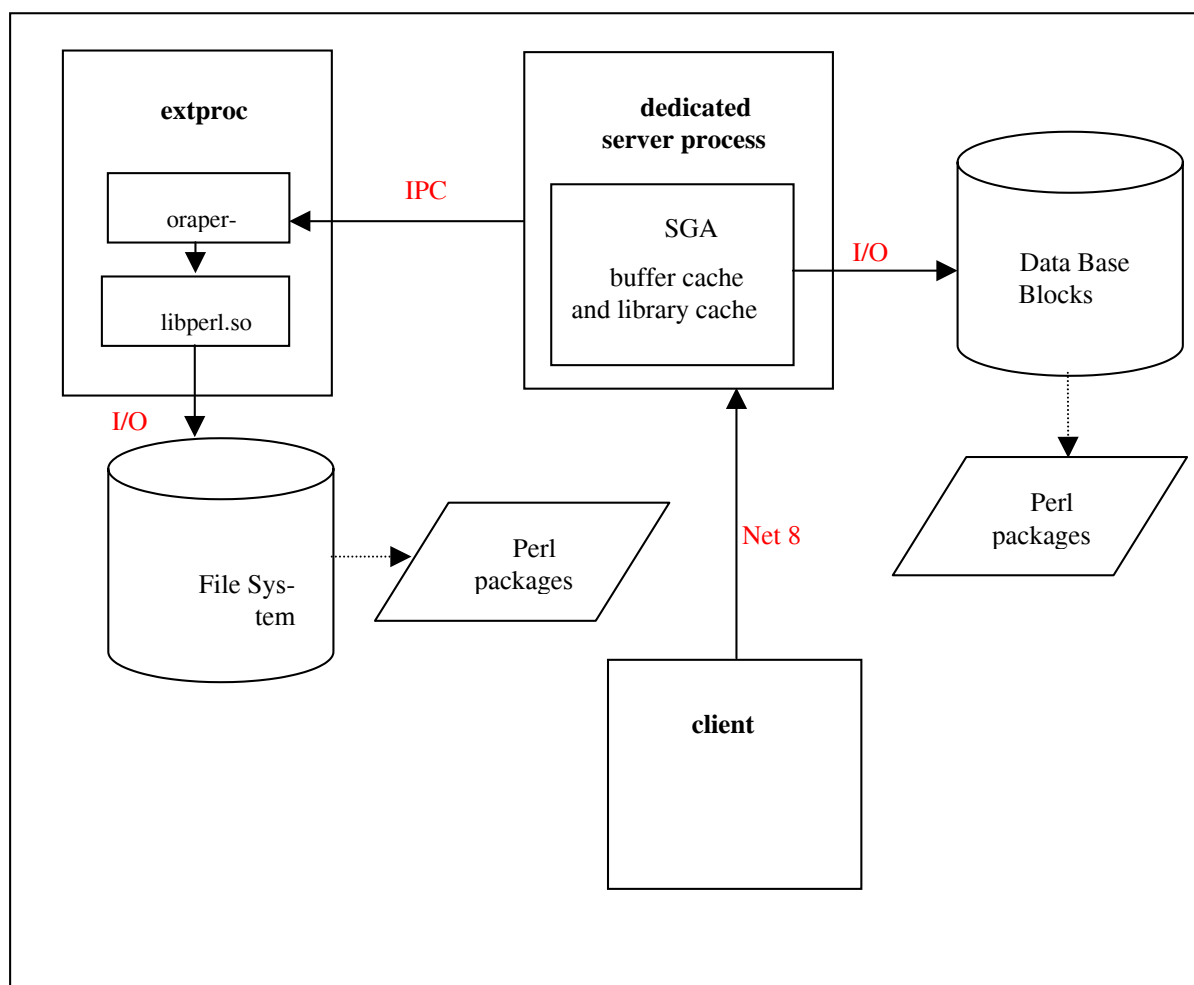 extproc
oraper-
libperl.so
I/O
File Sys-
tem
Perl
packages
IPC
dedicated
server process
SGA
buffer cache
and library cache
I/O
Data Base
Blocks
Perl
packages
Net 8
client